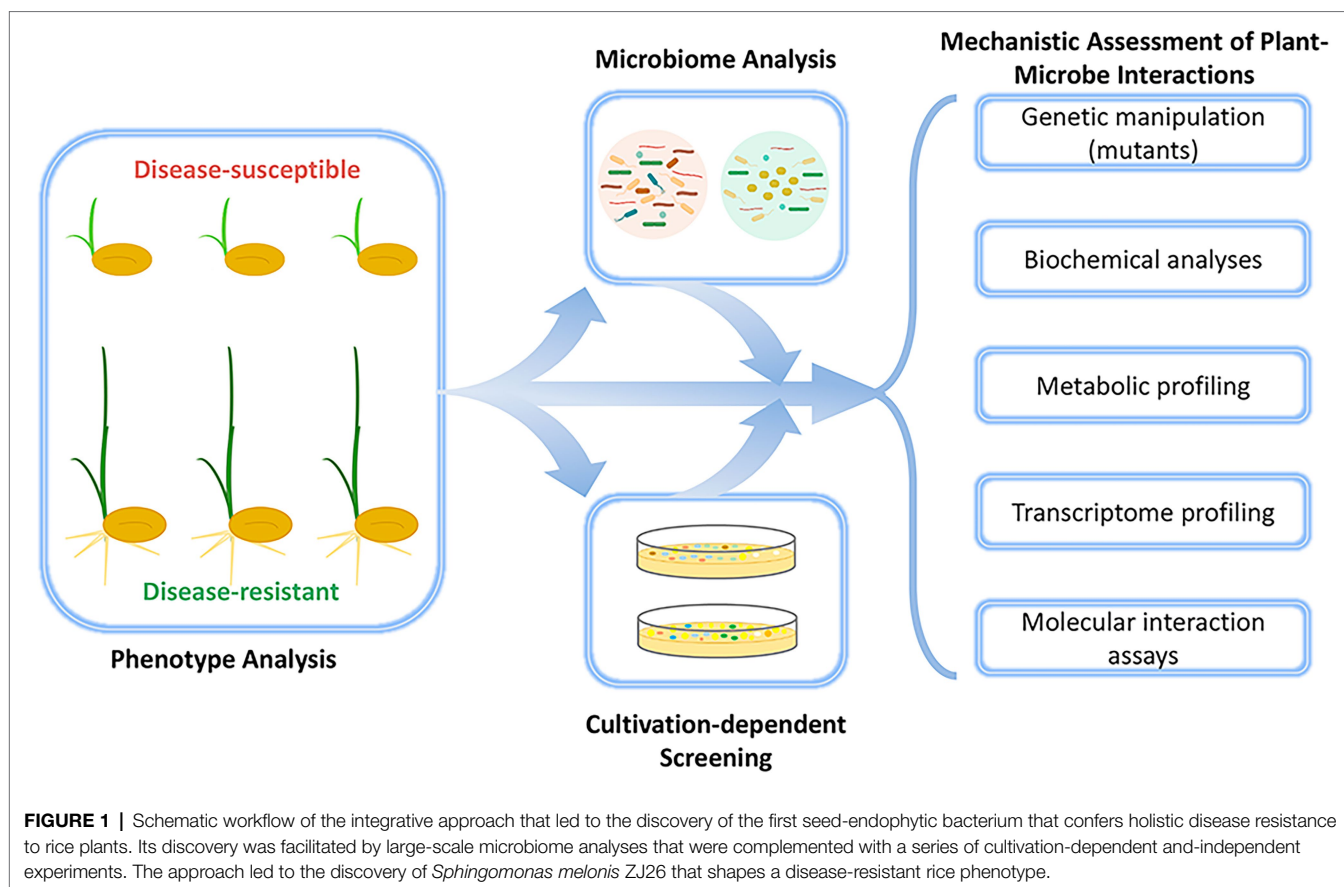 Disease-susceptible
Disease-resistant
Phenotype Analysis
Microbiome Analysis
Cultivation-dependent
Screening
Mechanistic Assessment of Plant-
Microbe Interactions
Genetic manipulation
(mutants)
Biochemical analyses
Metabolic profiling
Transcriptome profiling
Molecular interaction
assays
FIGURE 1 | Schematic workflow of the integrative approach that led to the discovery of the first seed-endophytic bacterium that confers holistic disease resistance
to rice plants. Its discovery was facilitated by large-scale microbiome analyses that were complemented with a series of cultivation-dependent and-independent
experiments. The approach led to the discovery of Sphingomonas melonis ZJ26 that shapes a disease-resistant rice phenotype.